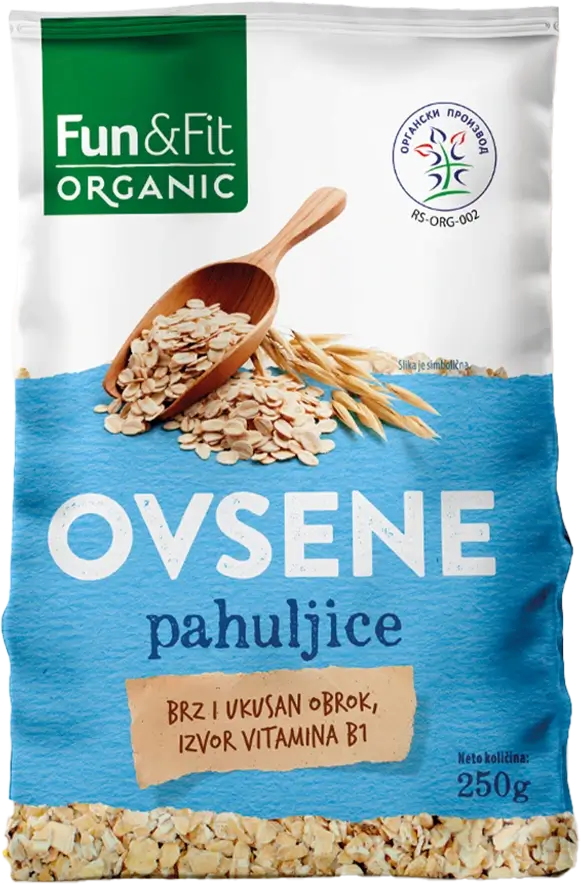 Fun&Fit
ORGANIC
ОРГАНСКИ ПРОИЗВОД
RS-ORG-002
Slika je simbolična.
OVSENE
pahuljice
BRZ I UKUSAN OBROK,
IZVOR VITAMINA B1
Neto količina:
250g